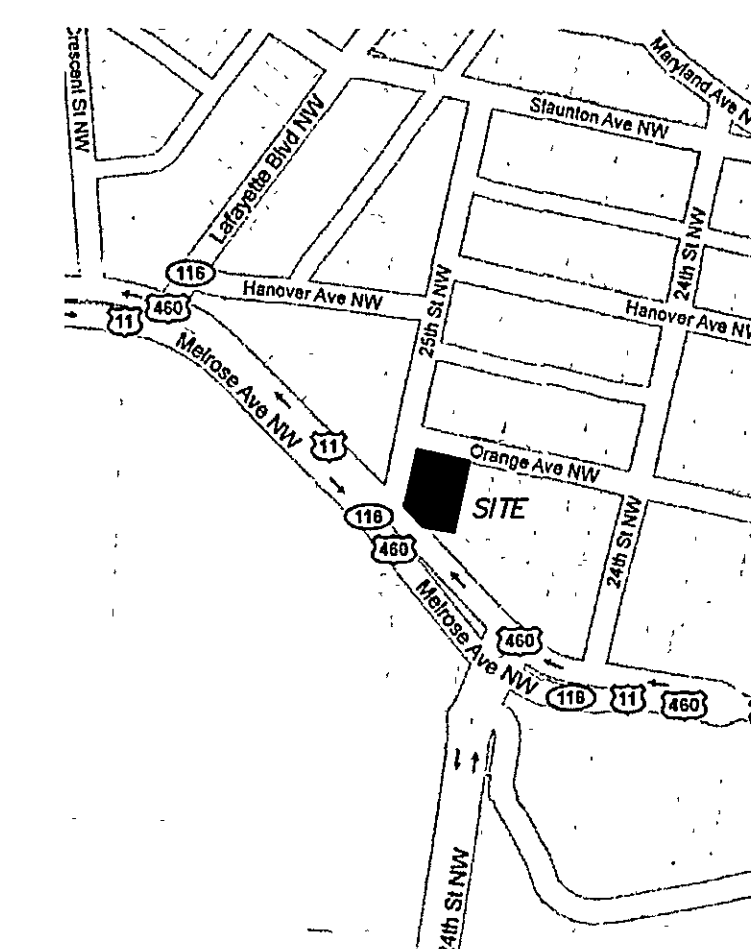 Crescent St NW
Maryland Ave N
Staunton Ave NW
Lafayette Blvd NW
24th St NW
116
Hanover Ave NW
460
11
25th St NW
Hanover Ave NW
Melrose Ave NW
11
Orange Ave NW
SITE
116
24th St NW
460
Melrose Ave NW
460
116
11
460
24th St NW